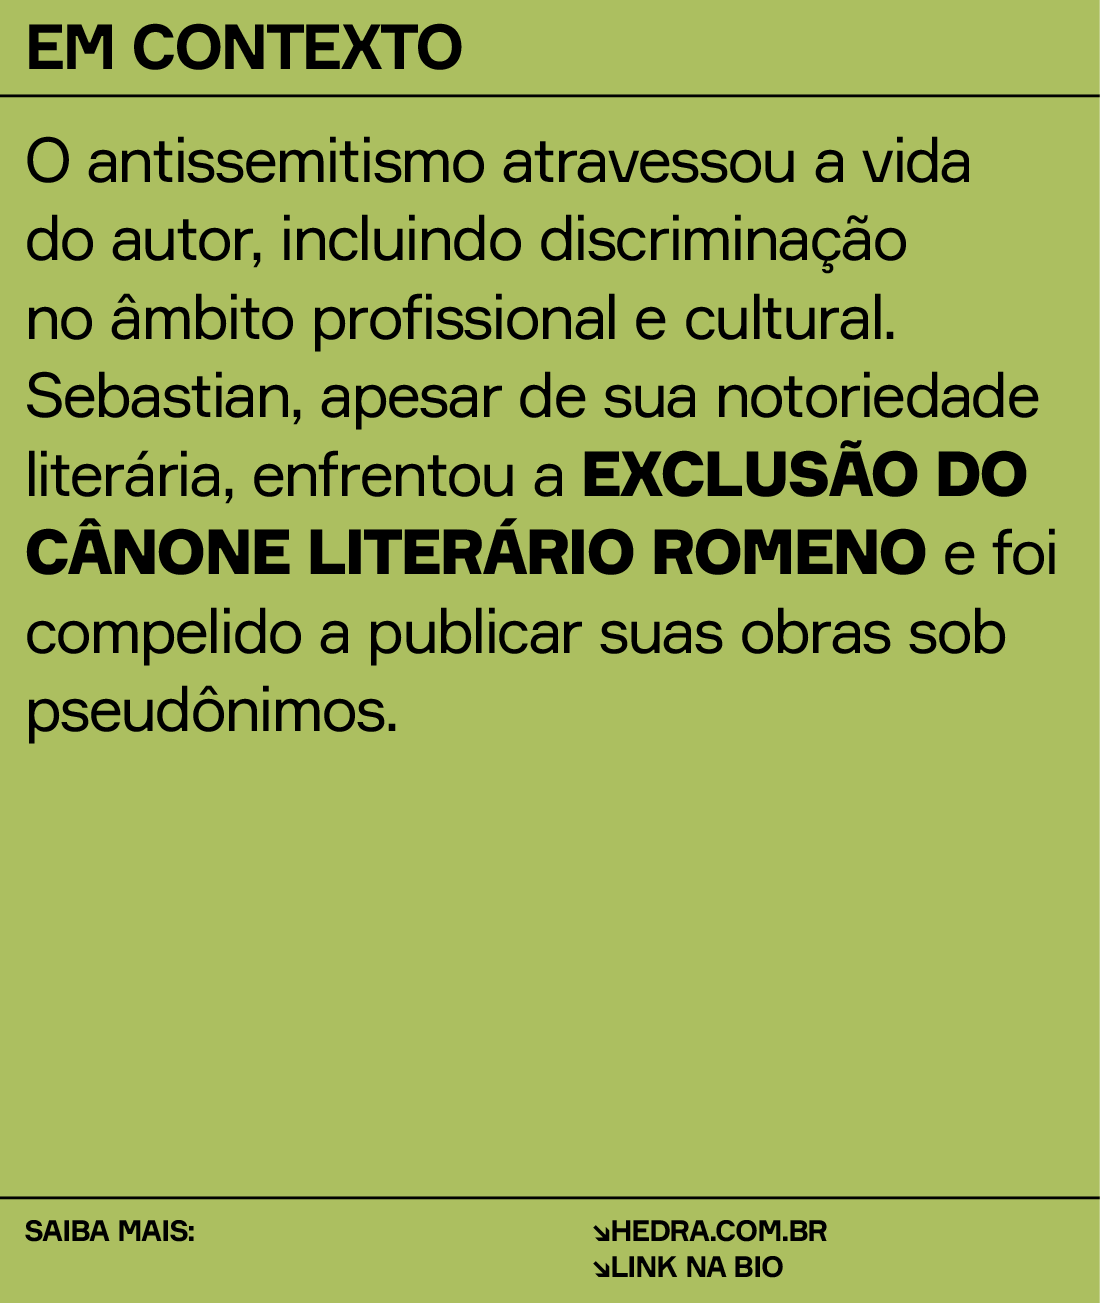 EM CONTEXTO
O antissemitismo atravessou a vida
do autor, incluindo discriminação
no âmbito profissional e cultural.
Sebastian, apesar de sua notoriedade
literária, enfrentou a EXCLUSÃO DO
CÂNONE LITERÁRIO ROMENO e foi
compelido a publicar suas obras sob
pseudônimos.
SAIBA MAIS:
↘HEDRA.COM.BR
↘LINK NA BIO